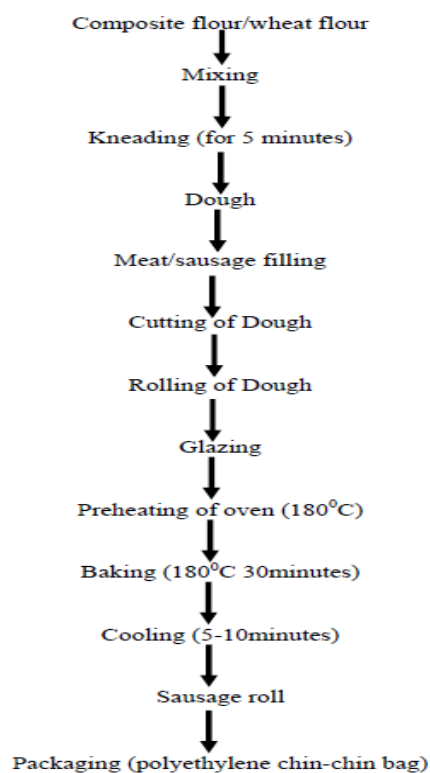 Composite flour/wheat flour
Mixing
Kneading (for 5 minutes)
Dough
Meat/sausage filling
Cutting of Dough
Rolling of Dough
Glazing
Preheating of oven (180⁰C)
Baking (180⁰C 30minutes)
Cooling (5-10minutes)
Sausage roll
Packaging (polyethylene chin-chin bag)